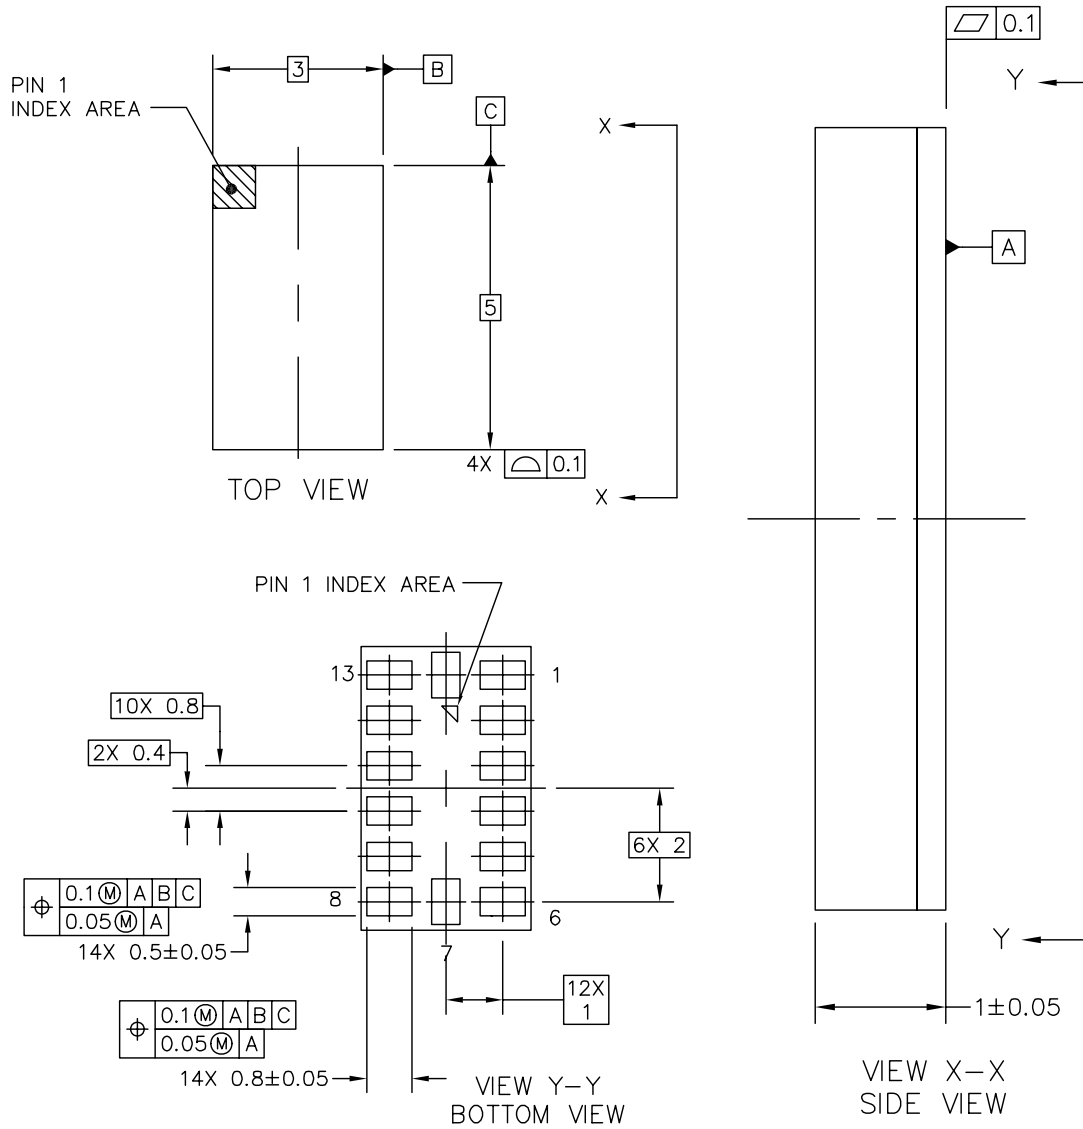 0.1
Y
3
B
PIN 1
INDEX AREA
C
X
A
5
4X 0.1
TOP VIEW
X
PIN 1 INDEX AREA
13
1
10X 0.8
2X 0.4
6X 2
0.1 Ⓜ A B C
0.05 Ⓜ A
8
6
14X 0.5±0.05
7
Y
12X
1
0.1 Ⓜ A B C
0.05 Ⓜ A
1±0.05
14X 0.8±0.05
VIEW Y-Y
BOTTOM VIEW
VIEW X-X
SIDE VIEW